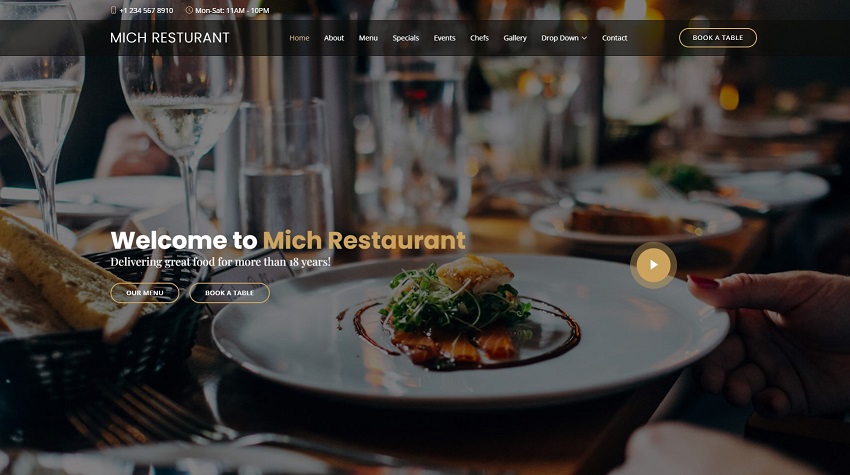 +1 234 567 8910 Mon-Sat: 11AM - 10PM
MICH RESTURANT Home About Menu Specials Events Chefs Gallery Drop Down Contact BOOK A TABLE
Welcome to Mich Restaurant
Delivering great food for more than 18 years!
OUR MENU BOOK A TABLE